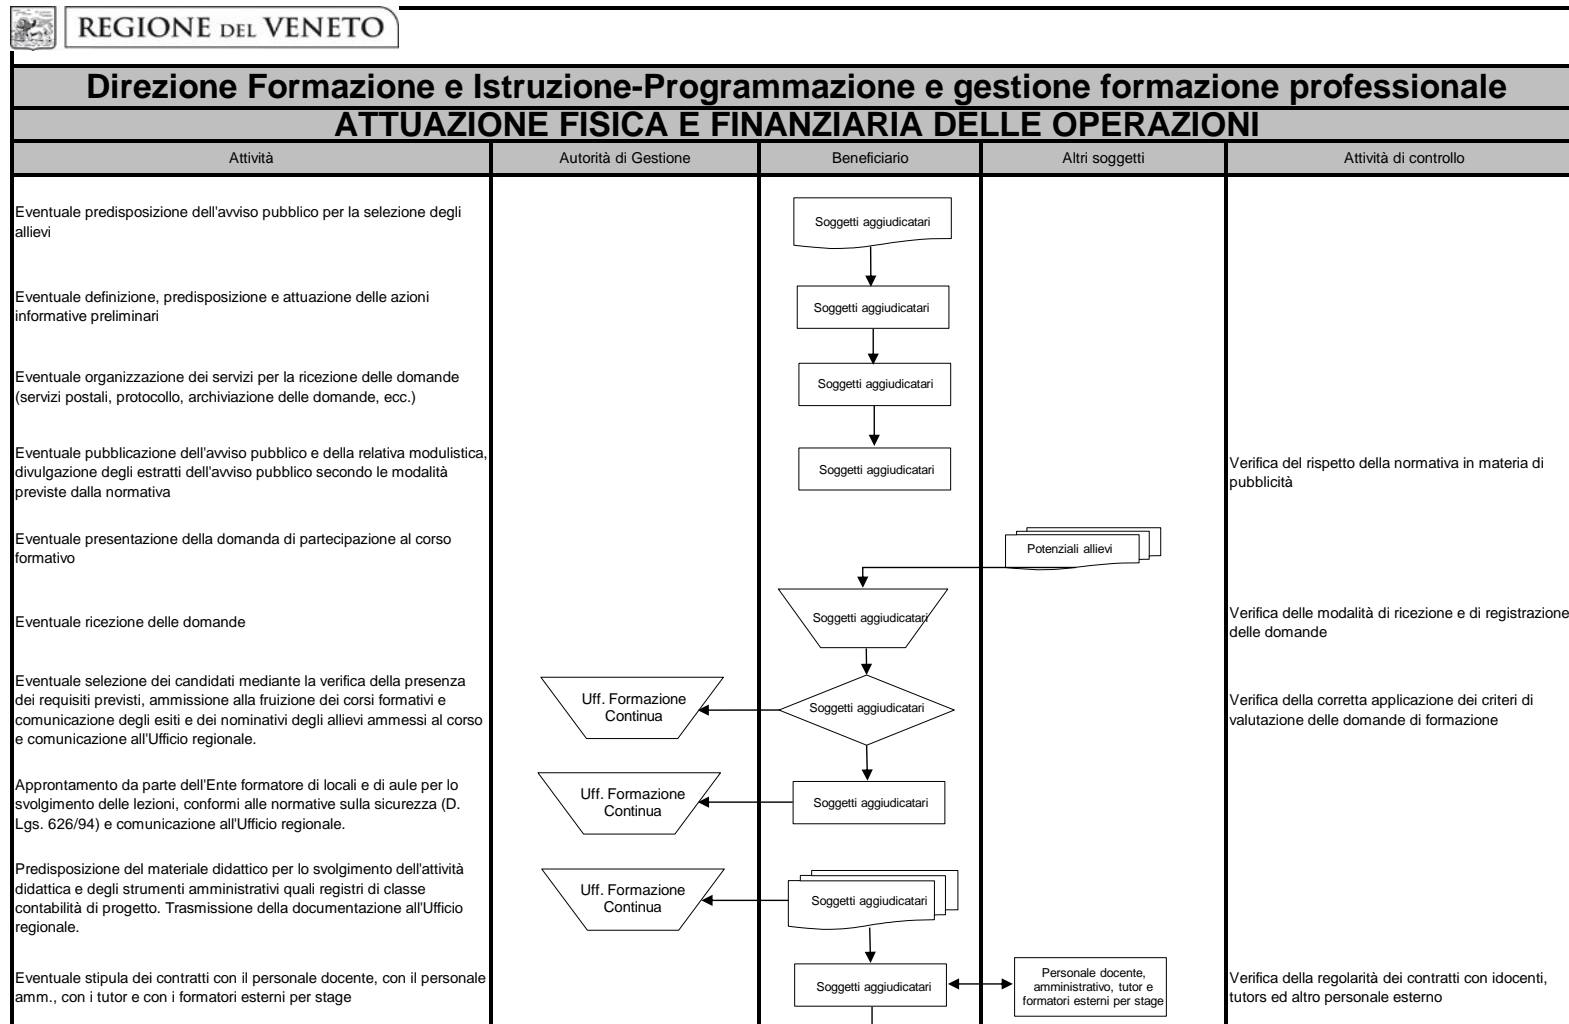 REGIONE DEL VENETO
Direzione Formazione e Istruzione-Programmazione e gestione formazione professionale
ATTUAZIONE FISICA E FINANZIARIA DELLE OPERAZIONI
Attività
Autorità di Gestione
Beneficiario
Altri soggetti
Attività di controllo
Eventuale predisposizione dell'avviso pubblico per la selezione degli
allievi
Soggetti aggiudicatari
Eventuale definizione, predisposizione e attuazione delle azioni
informative preliminari
Soggetti aggiudicatari
Eventuale organizzazione dei servizi per la ricezione delle domande
(servizi postali, protocollo, archiviazione delle domande, ecc.)
Soggetti aggiudicatari
Eventuale pubblicazione dell'avviso pubblico e della relativa modulistica,
divulgazione degli estratti dell'avviso pubblico secondo le modalità
previste dalla normativa
Soggetti aggiudicatari
Verifica del rispetto della normativa in materia di
pubblicità
Eventuale presentazione della domanda di partecipazione al corso
formativo
Potenziali allievi
Eventuale ricezione delle domande
Soggetti aggiudicatari
Verifica delle modalità di ricezione e di registrazione
delle domande
Eventuale selezione dei candidati mediante la verifica della presenza
dei requisiti previsti, ammissione alla fruizione dei corsi formativi e
comunicazione degli esiti e dei nominativi degli allievi ammessi al corso
e comunicazione all'Ufficio regionale.
Uff. Formazione
Continua
Soggetti aggiudicatari
Verifica della corretta applicazione dei criteri di
valutazione delle domande di formazione
Approntamento da parte dell'Ente formatore di locali e di aule per lo
svolgimento delle lezioni, conformi alle normative sulla sicurezza (D.
Lgs. 626/94) e comunicazione all'Ufficio regionale.
Uff. Formazione
Continua
Soggetti aggiudicatari
Predisposizione del materiale didattico per lo svolgimento dell'attività
didattica e degli strumenti amministrativi quali registri di classe
contabilità di progetto. Trasmissione della documentazione all'Ufficio
regionale.
Uff. Formazione
Continua
Soggetti aggiudicatari
Eventuale stipula dei contratti con il personale docente, con il personale
amm., con i tutor e con i formatori esterni per stage
Soggetti aggiudicatari
Personale docente,
amministrativo, tutor e
formatori esterni per stage
Verifica della regolarità dei contratti con idocenti,
tutors ed altro personale esterno